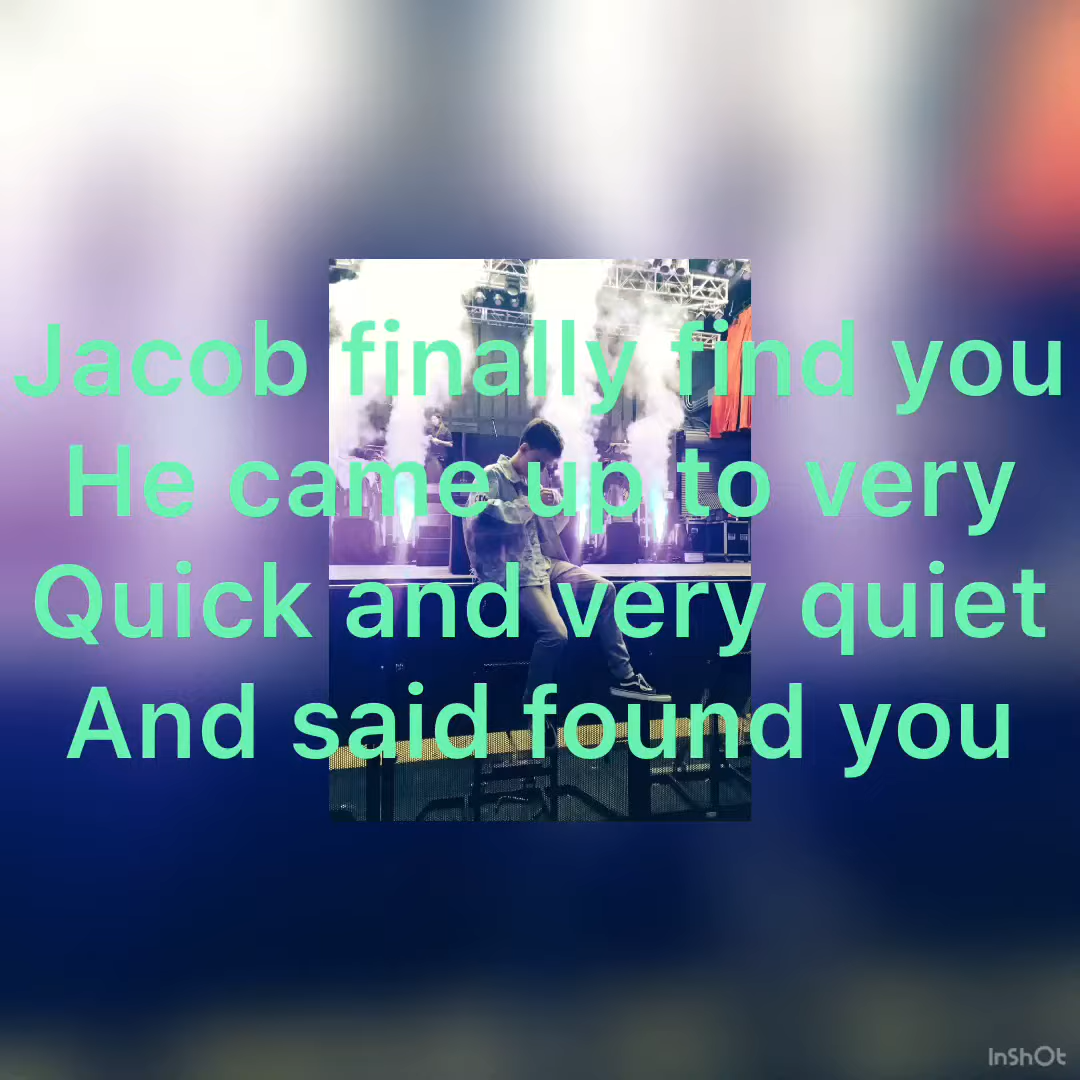 Jacob finally find you
He came up to very
Quick and very quiet
And said found you
InShOt